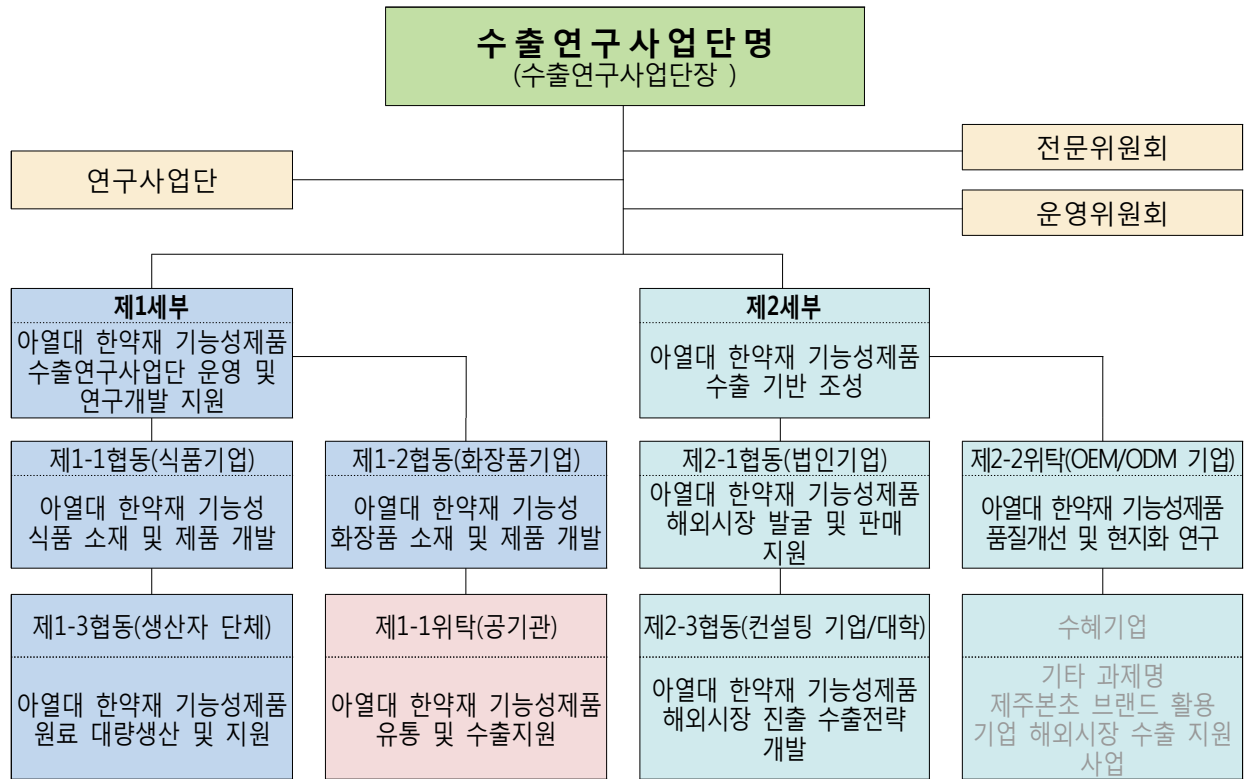 수출연구사업단명
(수출연구사업단장 )
전문위원회
연구사업단
운영위원회
제1세부
아열대 한약재 기능성제품
수출연구사업단 운영 및
연구개발 지원
제2세부
아열대 한약재 기능성제품
수출 기반 조성
제1-1협동(식품기업)
아열대 한약재 기능성
식품 소재 및 제품 개발
제1-2협동(화장품기업)
아열대 한약재 기능성
화장품 소재 및 제품 개발
제2-1협동(법인기업)
아열대 한약재 기능성제품
해외시장 발굴 및 판매
지원
제2-2위탁(OEM/ODM 기업)
아열대 한약재 기능성제품
품질개선 및 현지화 연구
제1-3협동(생산자 단체)
아열대 한약재 기능성제품
원료 대량생산 및 지원
제1-1위탁(공기관)
아열대 한약재 기능성제품
유통 및 수출지원
제2-3협동(컨설팅 기업/대학)
아열대 한약재 기능성제품
해외시장 진출 수출전략
개발
수혜기업
기타 과제명
제주본초 브랜드 활용
기업 해외시장 수출 지원
사업